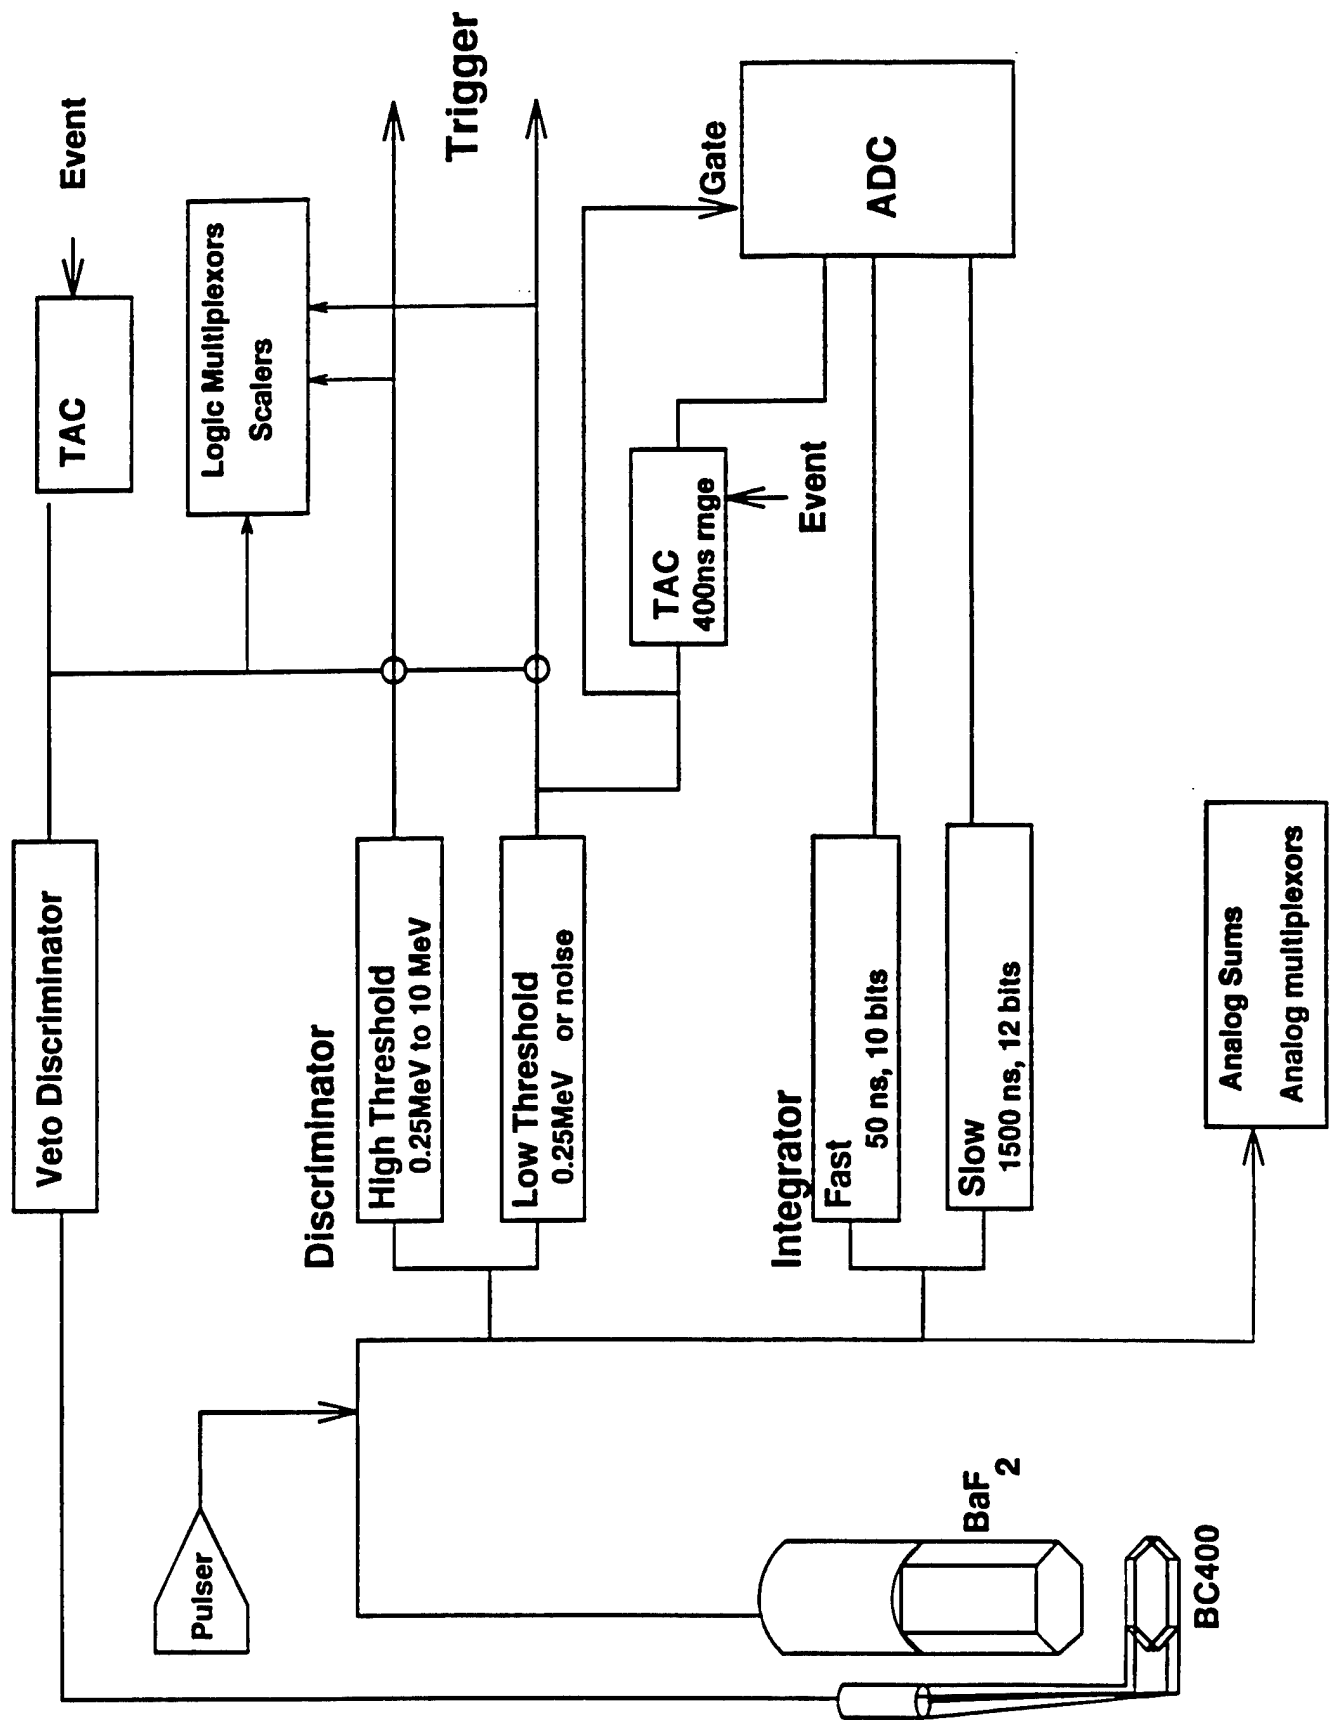 Veto Discriminator
TAC
Event
Logic Multiplexors
Scalers
Discriminator
High Threshold
0.25MeV to 10 MeV
Low Threshold
0.25MeV or noise
Trigger
Pulser
TAC
400ns rnge
Event
Gate
ADC
Integrator
Fast
50 ns, 10 bits
Slow
1500 ns, 12 bits
BaF2
BC400
Analog Sums
Analog multiplexors